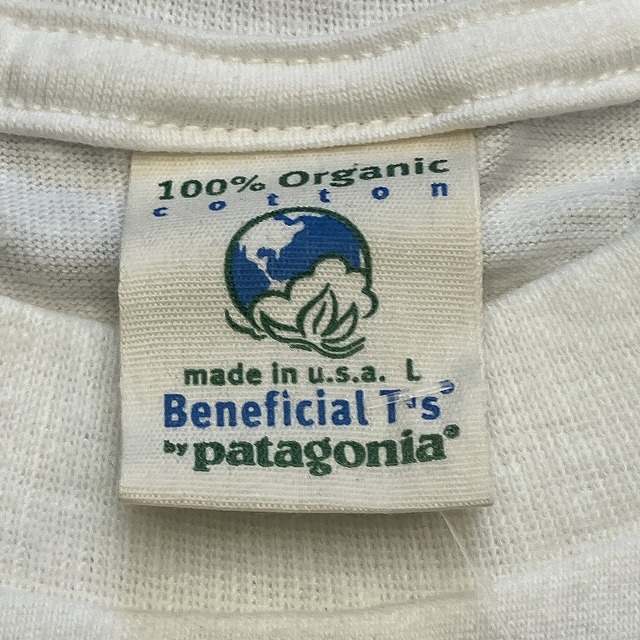 100% Organic
cotton
made in u.s.a. L
Beneficial T's®
by patagonia®